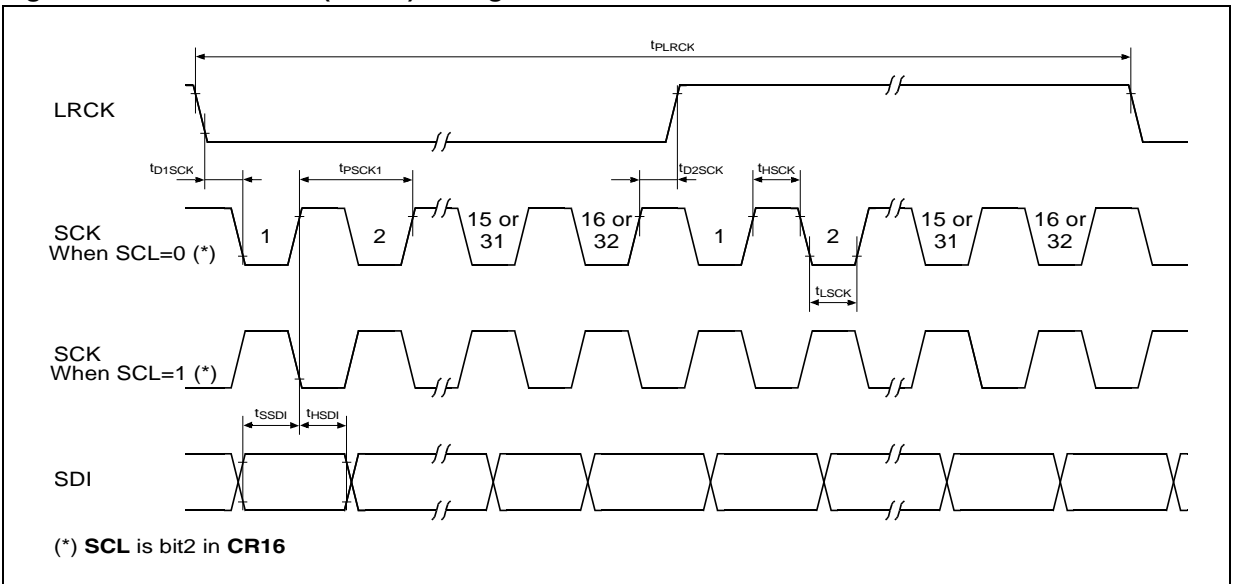 tPLRCK
LRCK
tD1SCK tPSCK1 tD2SCK tHSCK
SCK
When SCL=0 (*)
1 2 15 or 31 16 or 32 1 2 15 or 31 16 or 32
tLSCK
SCK
When SCL=1 (*)
tSSDI tHSDI
SDI
(*) SCL is bit2 in CR16